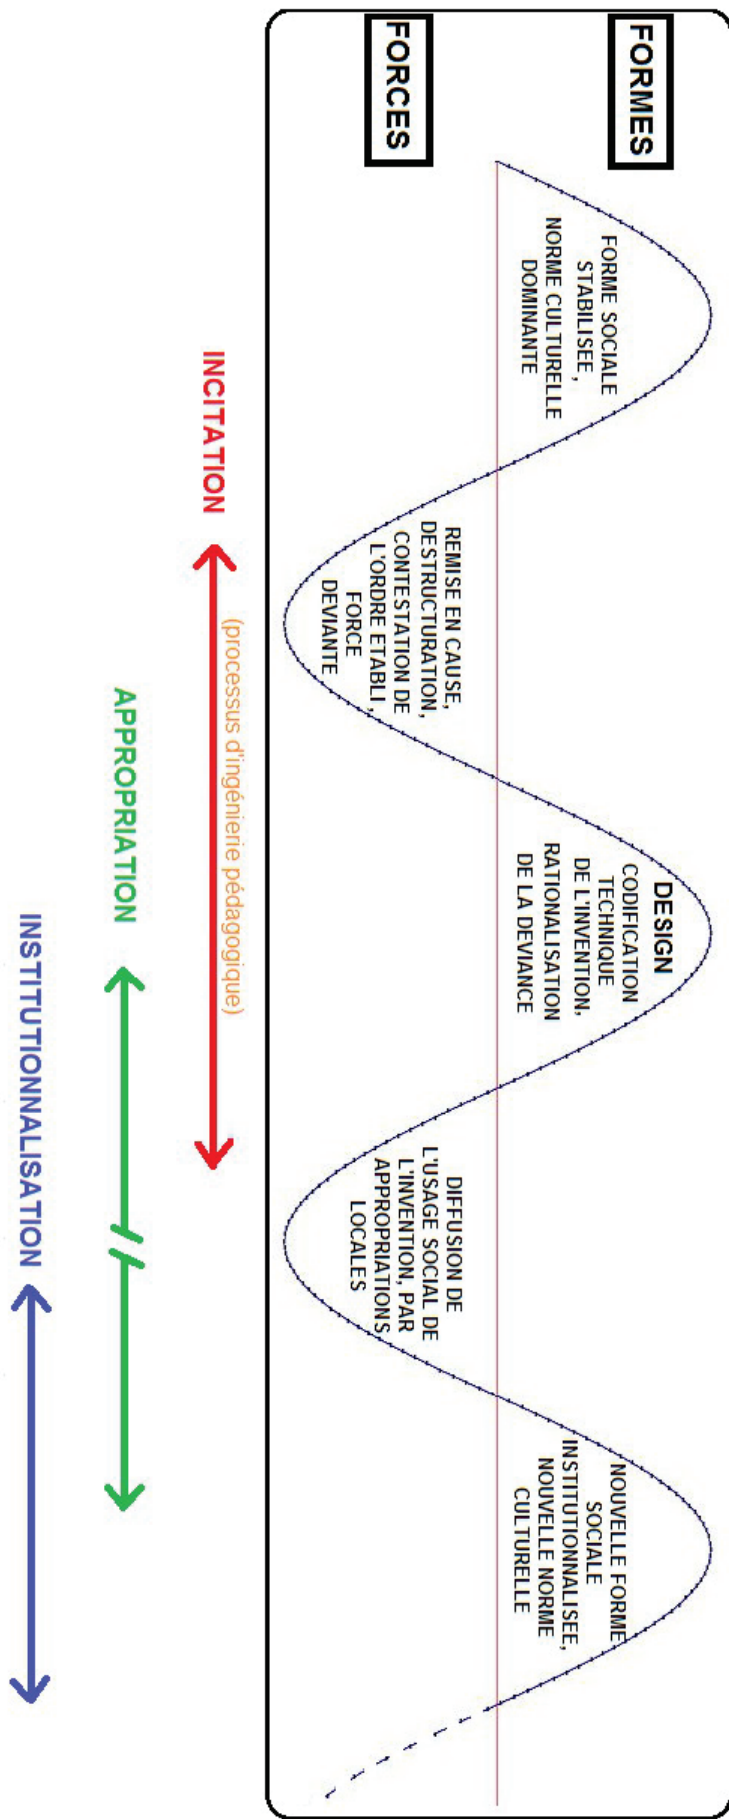 FORMES
FORCES
FORME SOCIALE
STABILISEE ,
NORME CULTURELLE
DOMINANTE
REMISE EN CAUSE,
DESTRUCTURATION,
CONTESTATION DE
L'ORDRE ETABLI ,
FORCE
DEVIANTE
DESIGN
CODIFICATION
TECHNIQUE
DE L'INVENTION,
RATIONALISATION
DE LA DEVIANCE
DIFFUSION DE
L'USAGE SOCIAL DE
L'INVENTION, PAR
APPROPRIATIONS
LOCALES
NOUVELLE FORME
SOCIALE
INSTITUTIONNALISEE,
NOUVELLE NORME
CULTURELLE
INCITATION
(processus d'ingénierie pédagogique)
APPROPRIATION
INSTITUTIONNALISATION